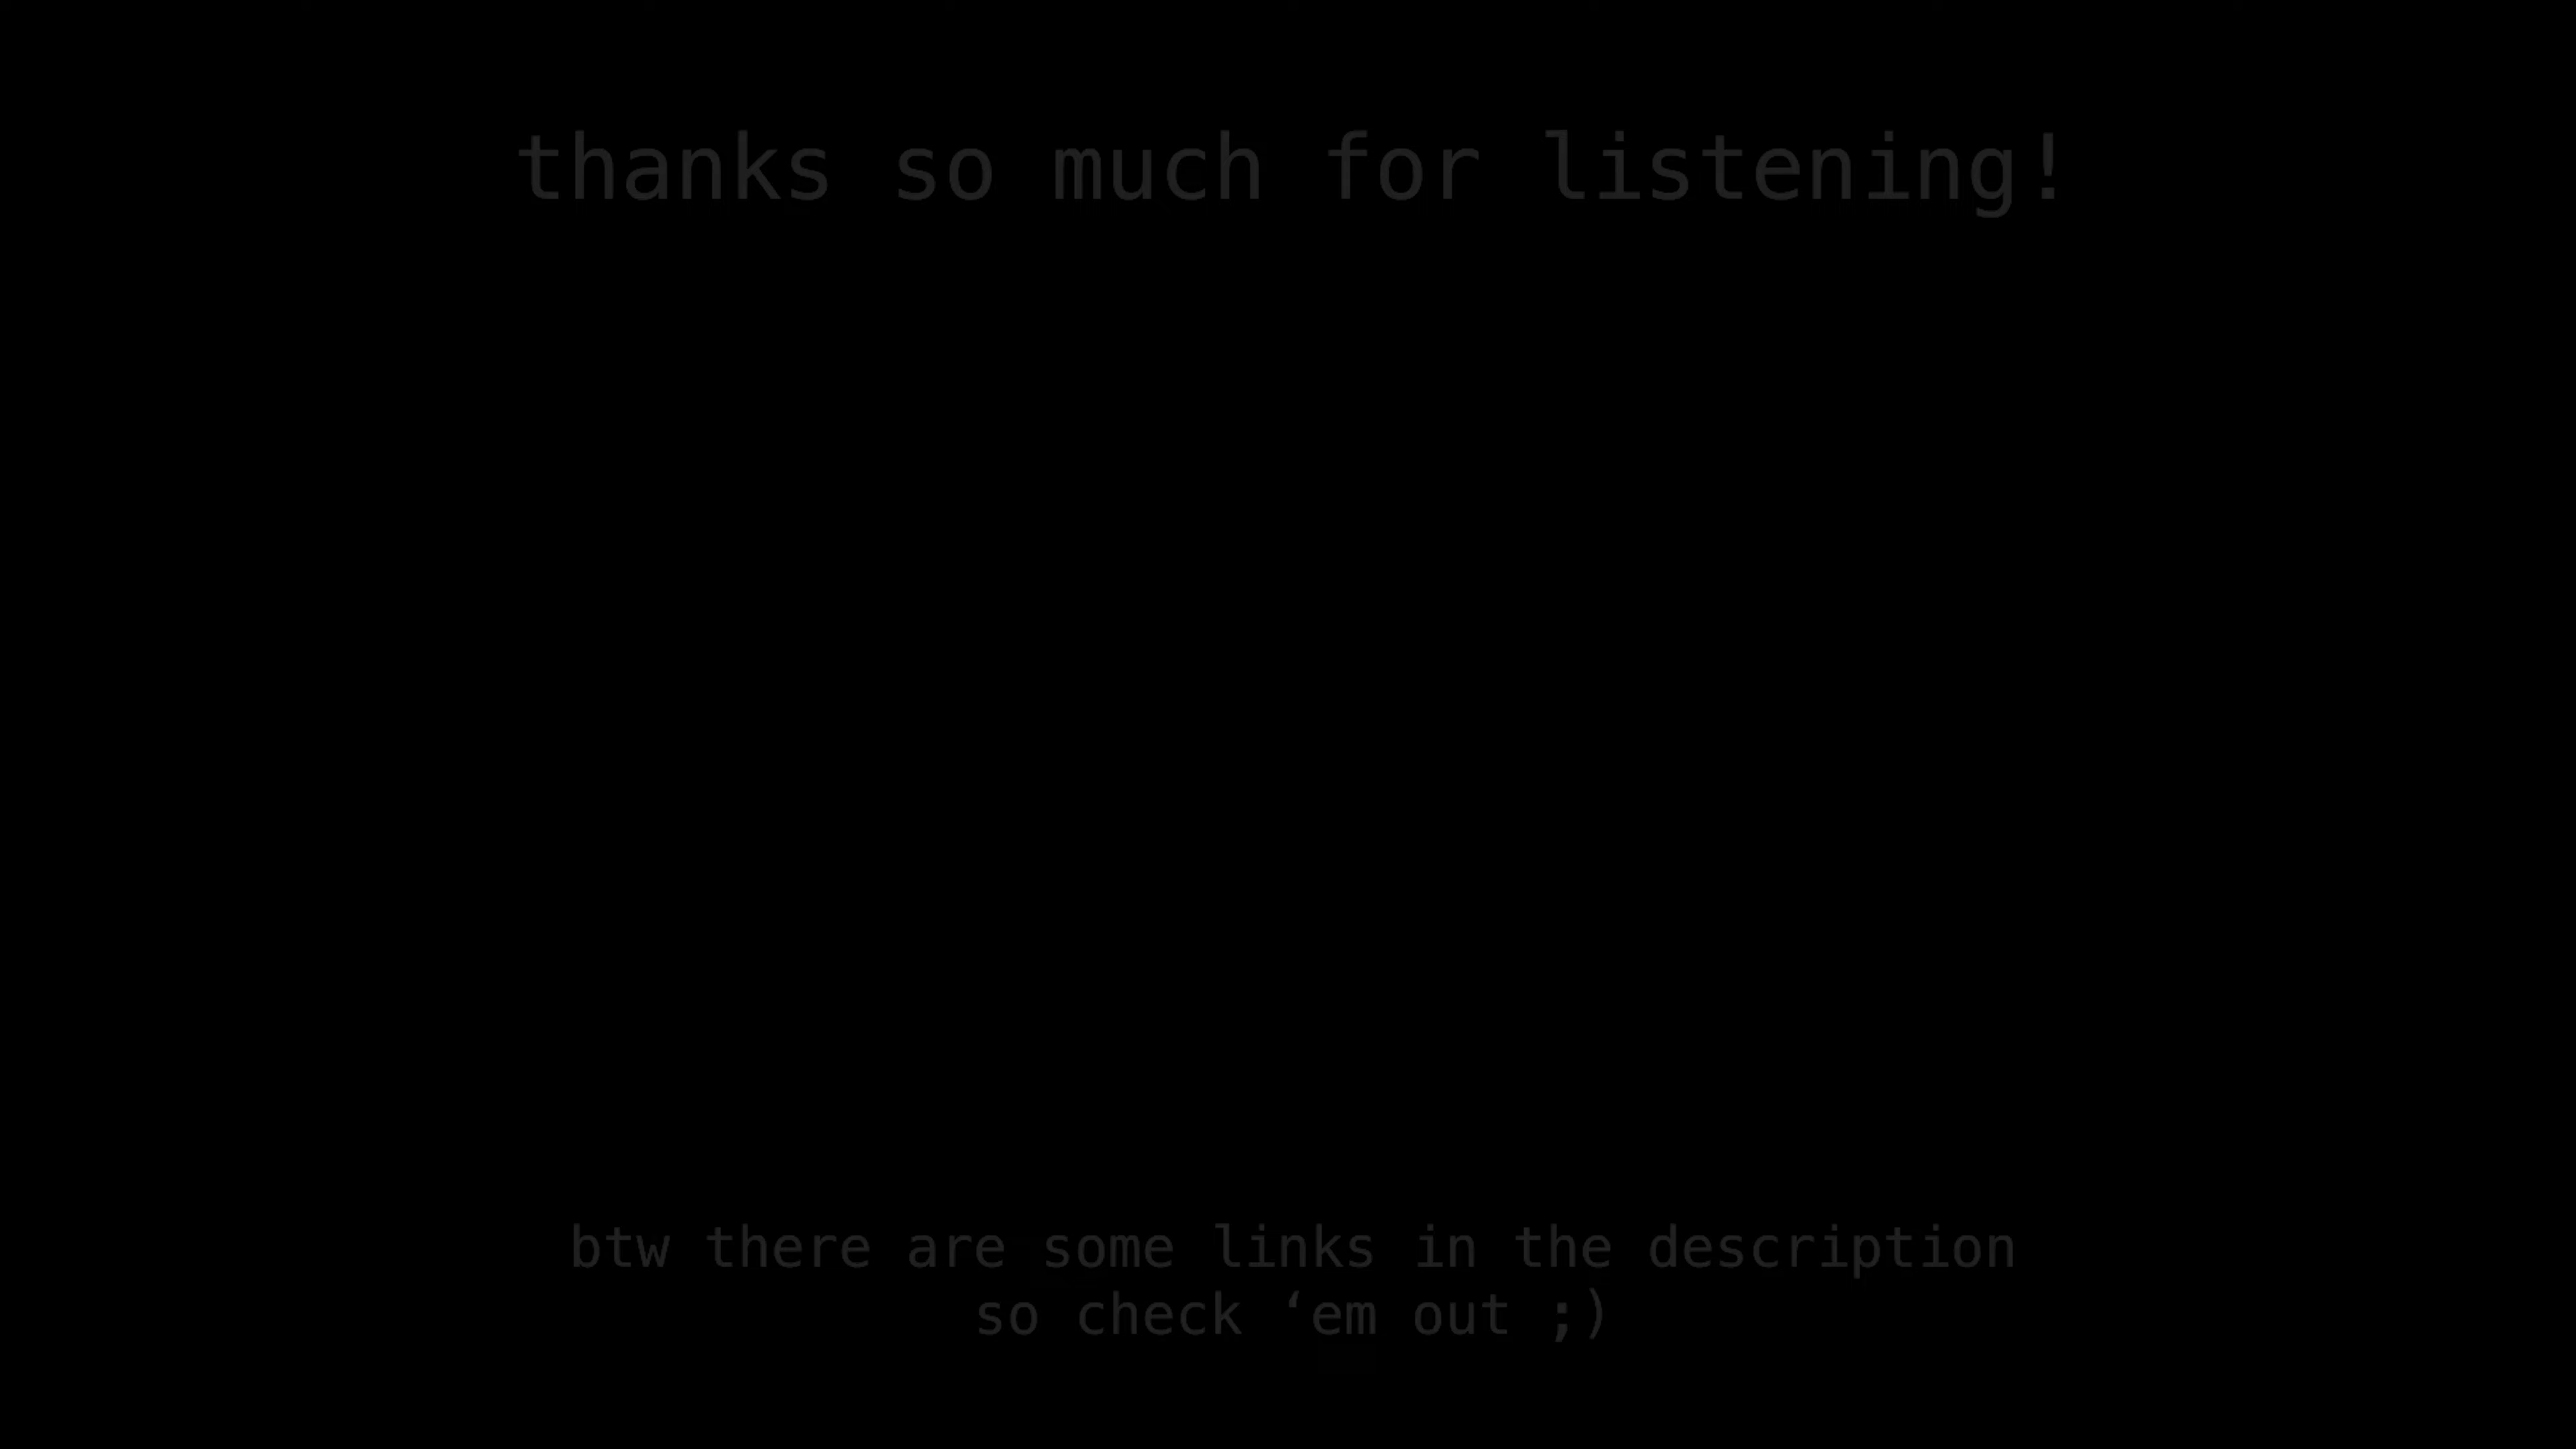 thanks so much for listening!
btw there are some links in the description
so check ‘em out ;)